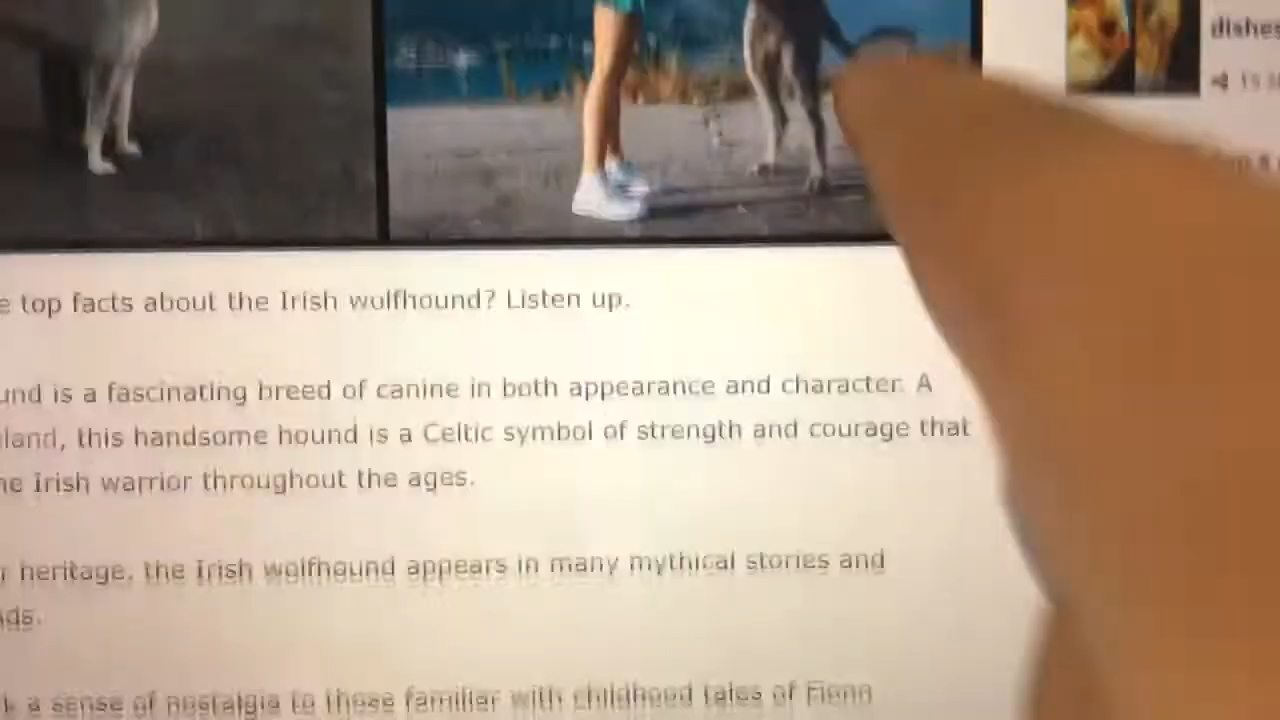 dishes
e top facts about the Irish wolfhound? Listen up.
und is a fascinating breed of canine in both appearance and character. A
land, this handsome hound is a Celtic symbol of strength and courage that
he Irish warrior throughout the ages.
r heritage, the Irish wolfhound appears in many mythical stories and
nds.
k a sense of nostalgia to those familiar with childhood tales of Fionn